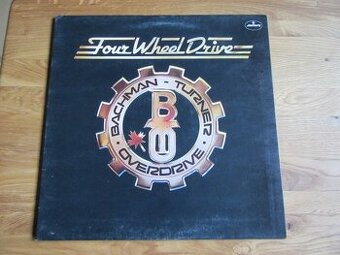 Four Wheel Drive
BACHMAN - TURNER
B
OVERDRIVE